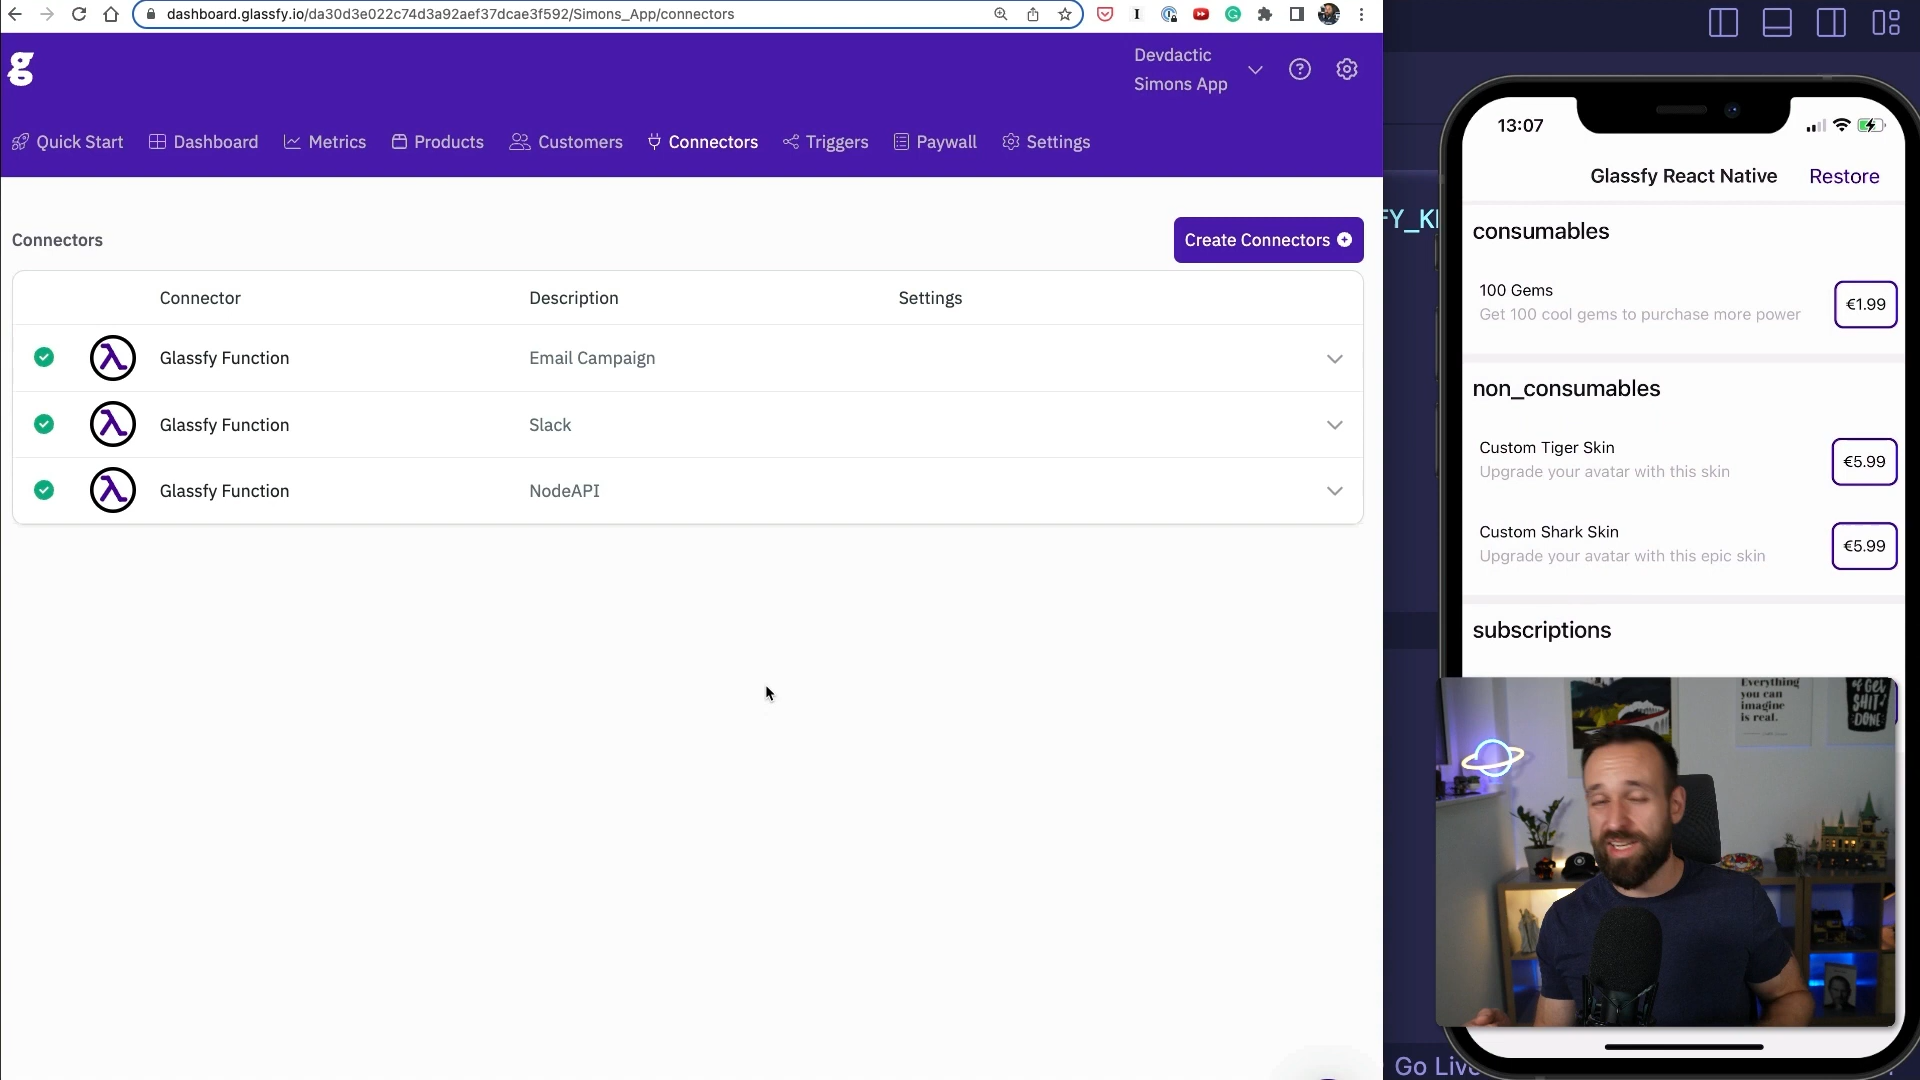 dashboard.glassfy.io/da30d3e022c74d3a92aef37dcae3f592/Simons_App/connectors
g
Devdactic
Simons App
Quick Start
Dashboard
Metrics
Products
Customers
Connectors
Triggers
Paywall
Settings
Connectors
Create Connectors
Connector Description Settings
Glassfy Function Email Campaign
Glassfy Function Slack
Glassfy Function NodeAPI
FY_K
13:07
Glassfy React Native
Restore
consumables
100 Gems
Get 100 cool gems to purchase more power
€1.99
non_consumables
Custom Tiger Skin
Upgrade your avatar with this skin
€5.99
Custom Shark Skin
Upgrade your avatar with this epic skin
€5.99
subscriptions
Everything
you can
imagine
is real.
Get
SHIT
DONE
Go Live